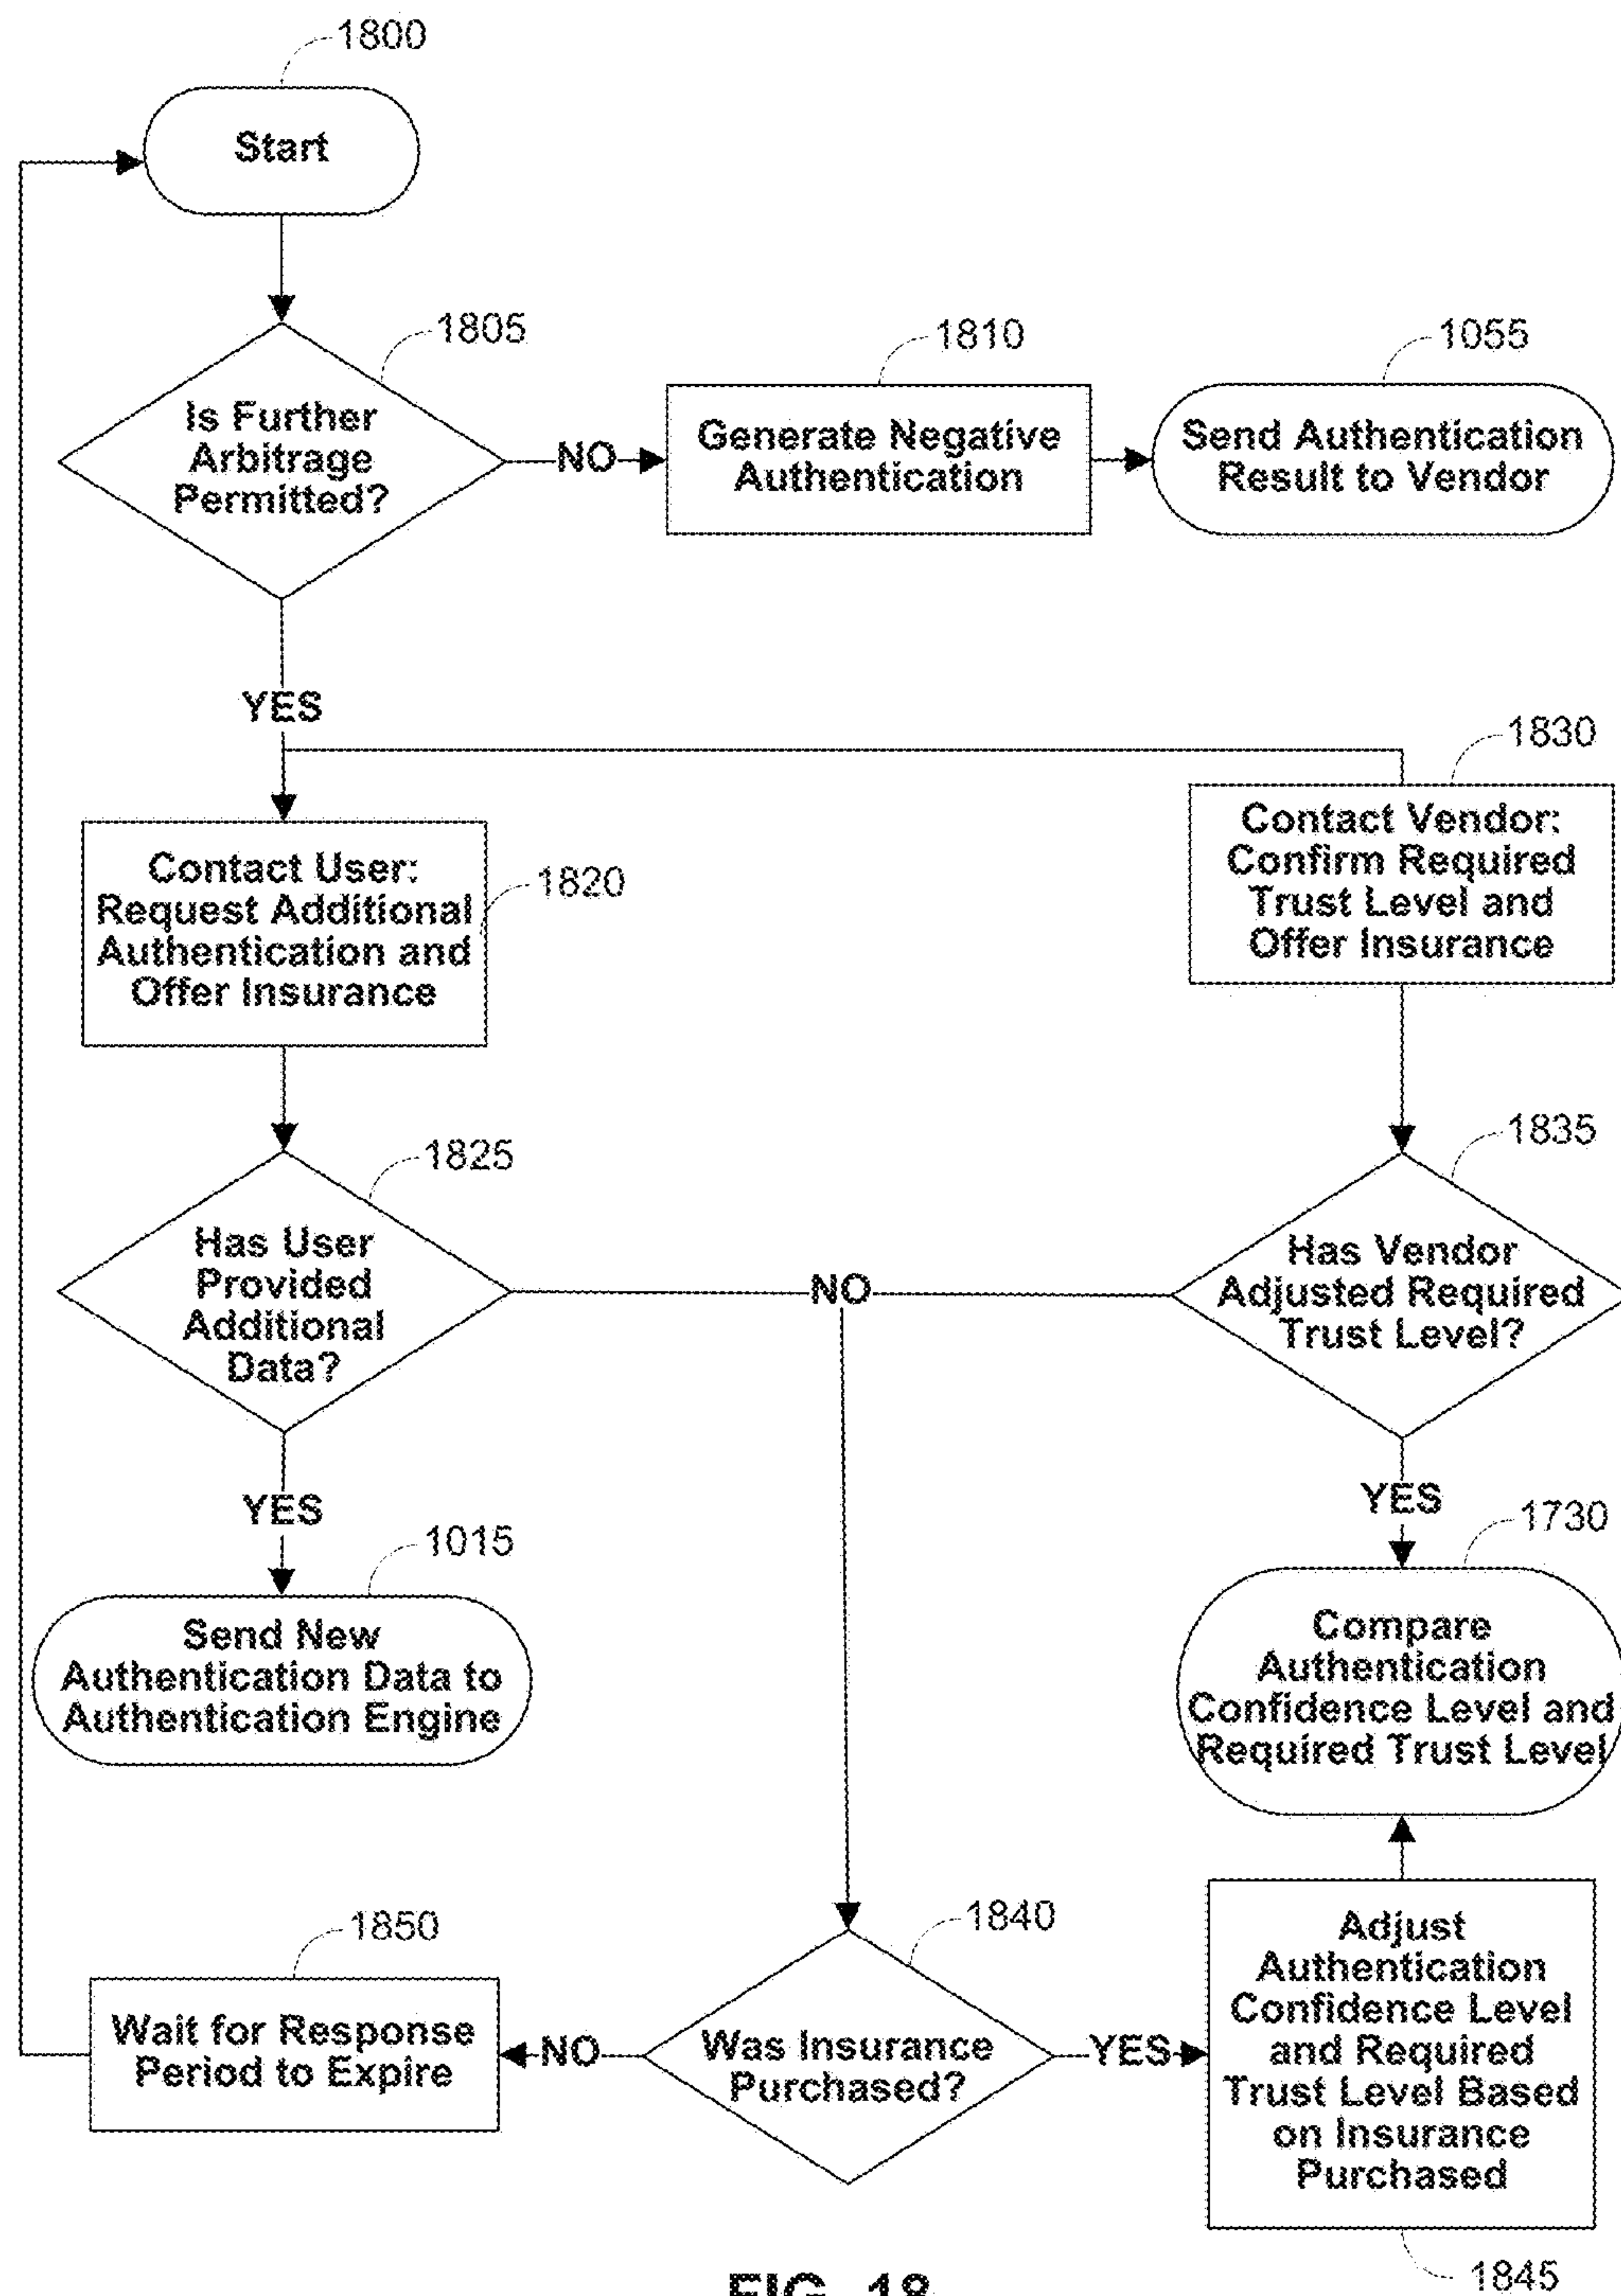 1800
Start
1805
Is Further
Arbitrage
Permitted?
NO
1810
Generate Negative
Authentication
1055
Send Authentication
Result to Vendor
YES
1830
Contact Vendor:
Confirm Required
Trust Level and
Offer Insurance
Contact User:
Request Additional
Authentication and
Offer Insurance
1820
1825
Has User
Provided
Additional
Data?
NO
1835
Has Vendor
Adjusted Required
Trust Level?
YES
1015
Send New
Authentication Data to
Authentication Engine
YES
1730
Compare
Authentication
Confidence Level and
Required Trust Level
1850
Wait for Response
Period to Expire
NO
1840
Was Insurance
Purchased?
YES
Adjust
Authentication
Confidence Level
and Required
Trust Level Based
on Insurance
Purchased
1845
FIG. 18